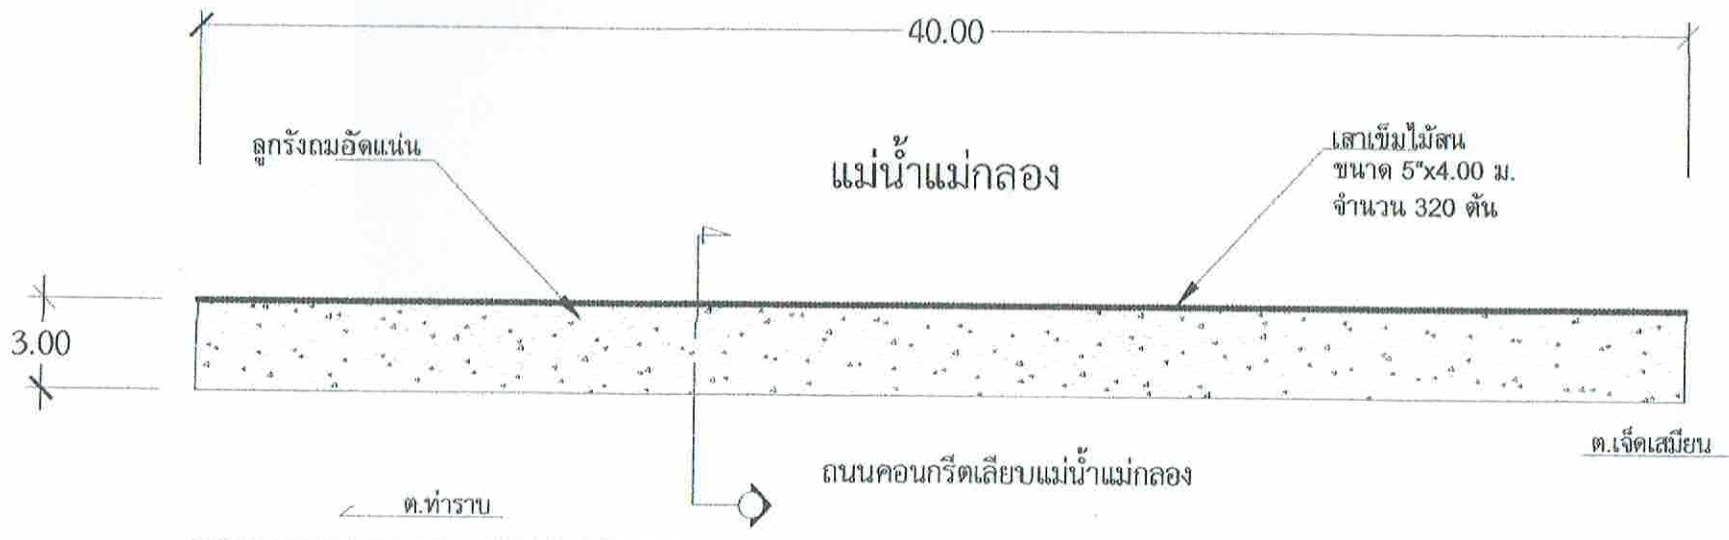 40.00
ลูกรังถมอัดแน่น
แม่น้ำแม่กลอง
เสาเข็มไม้สน
ขนาด 5"x4.00 ม.
จำนวน 320 ต้น
3.00
ต.เจ็ดเสมียน
ถนนคอนกรีตเลียบแม่น้ำแม่กลอง
ต.ท่าราบ